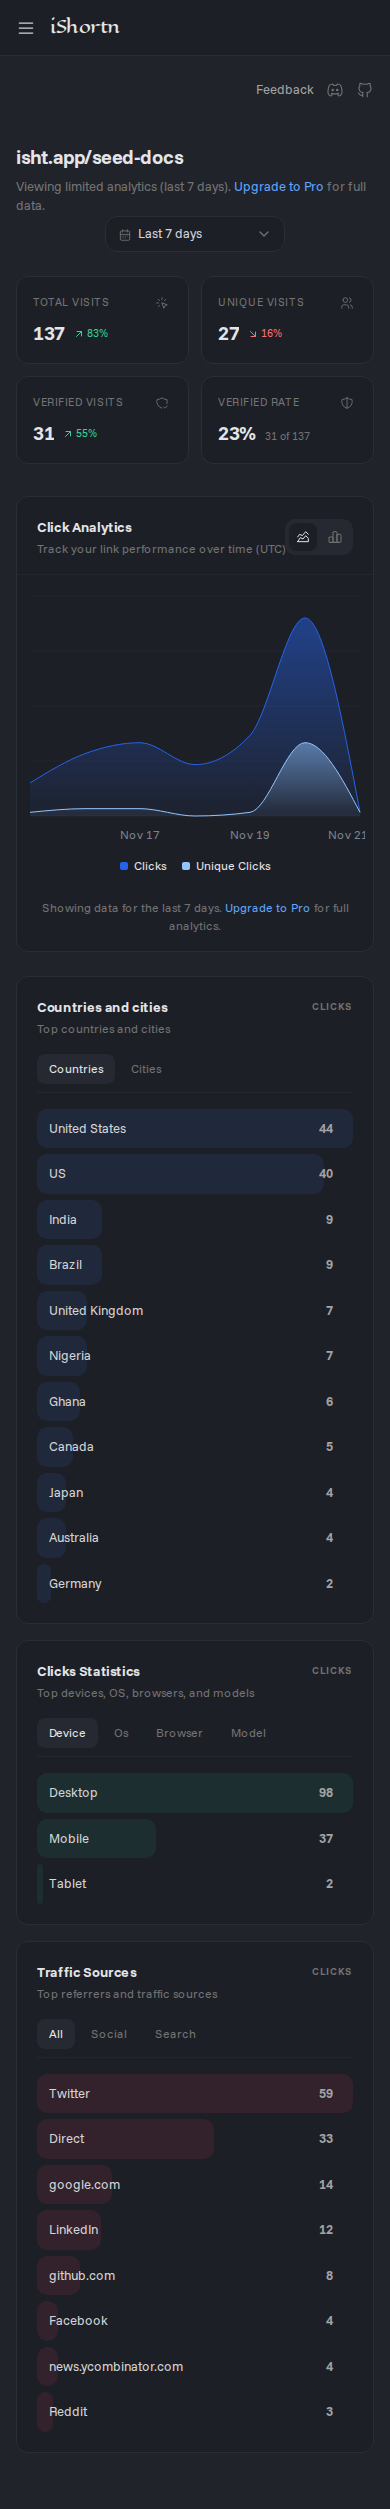 iShortn
Feedback
isht.app/seed-docs
Viewing limited analytics (last 7 days). Upgrade to Pro for full
data.
Last 7 days
TOTAL VISITS
137 83%
UNIQUE VISITS
27 16%
VERIFIED VISITS
31 55%
VERIFIED RATE
23% 31 of 137
Click Analytics
Track your link performance over time (UTC)
Nov 17 Nov 19 Nov 21
Clicks Unique Clicks
Showing data for the last 7 days. Upgrade to Pro for full
analytics.
Countries and cities CLICKS
Top countries and cities
Countries Cities
United States 44
US 40
India 9
Brazil 9
United Kingdom 7
Nigeria 7
Ghana 6
Canada 5
Japan 4
Australia 4
Germany 2
Clicks Statistics CLICKS
Top devices, OS, browsers, and models
Device Os Browser Model
Desktop 98
Mobile 37
Tablet 2
Traffic Sources CLICKS
Top referrers and traffic sources
All Social Search
Twitter 59
Direct 33
google.com 14
LinkedIn 12
github.com 8
Facebook 4
news.ycombinator.com 4
Reddit 3